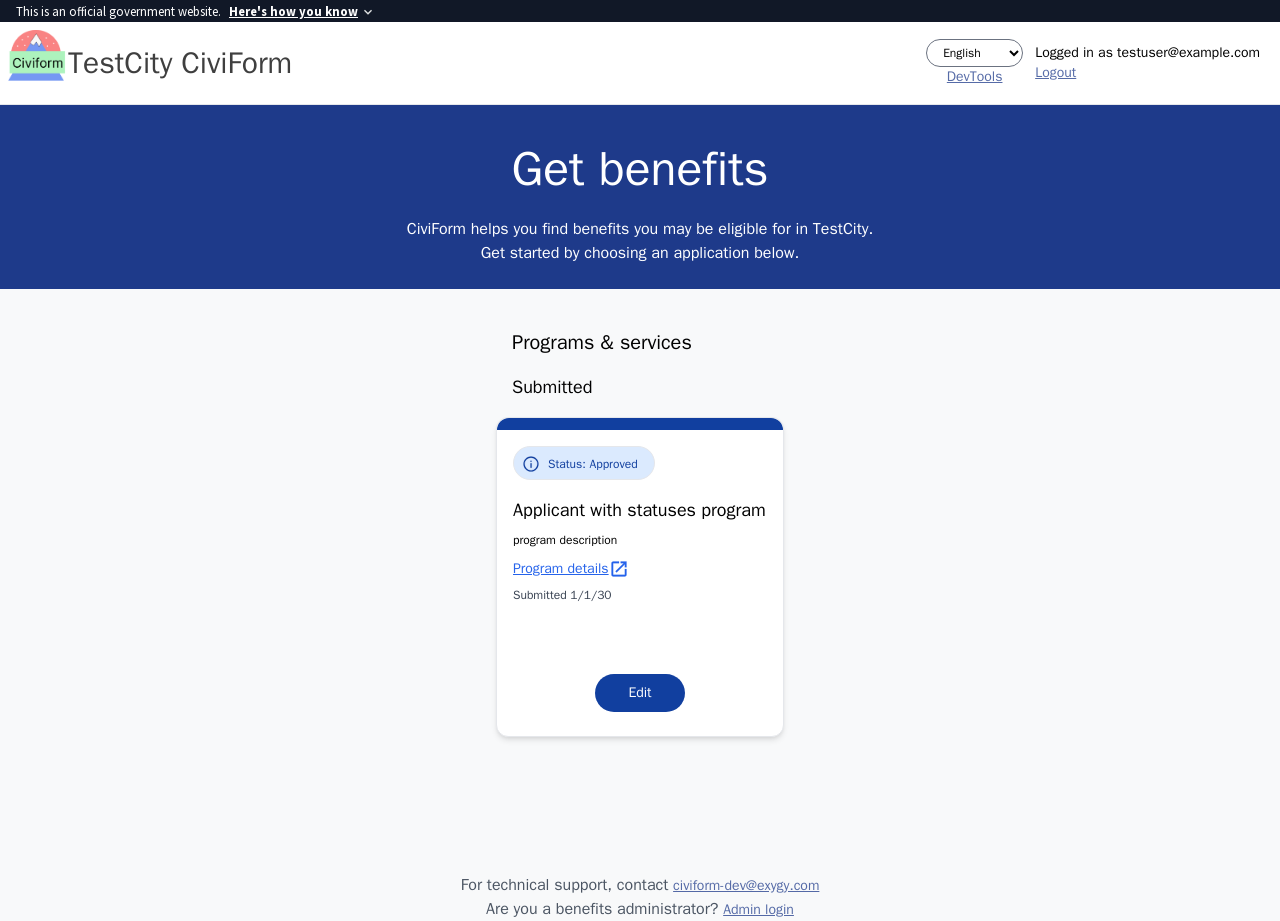 This is an official government website. Here's how you know
Civiform
TestCity CiviForm
English
DevTools
Logged in as testuser@example.com
Logout
Get benefits
CiviForm helps you find benefits you may be eligible for in TestCity.
Get started by choosing an application below.
Programs & services
Submitted
Status: Approved
Applicant with statuses program
program description
Program details
Submitted 1/1/30
Edit
For technical support, contact civiform-dev@exygy.com
Are you a benefits administrator? Admin login